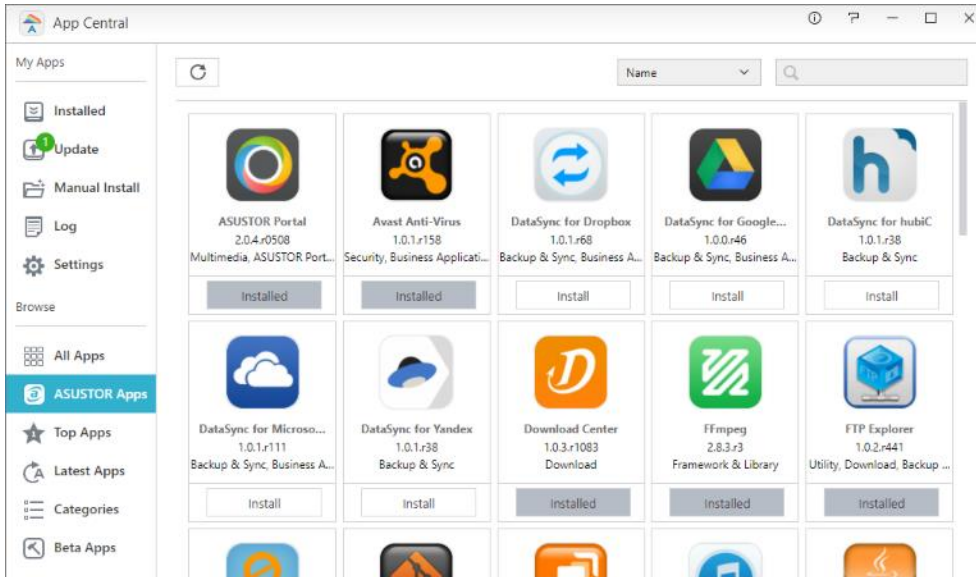 App Central
My Apps
Installed
1
Update
Manual Install
Log
Settings
Browse
All Apps
ASUSTOR Apps
Top Apps
Latest Apps
Categories
Beta Apps
Name
ASUSTOR Portal
2.0.4.r0508
Multimedia, ASUSTOR Port...
Installed
Avast Anti-Virus
1.0.1.r158
Security, Business Applicati...
Installed
DataSync for Dropbox
1.0.1.r68
Backup & Sync, Business A...
Install
DataSync for Google...
1.0.0.r46
Backup & Sync, Business A...
Install
h
DataSync for hubiC
1.0.1.r38
Backup & Sync
Install
DataSync for Microso...
1.0.1.r111
Backup & Sync, Business A...
Install
DataSync for Yandex
1.0.1.r38
Backup & Sync
Install
Download Center
1.0.3.r1083
Download
Installed
FFmpeg
2.8.3.r3
Framework & Library
Installed
FTP Explorer
1.0.2.r441
Utility, Download, Backup ...
Installed